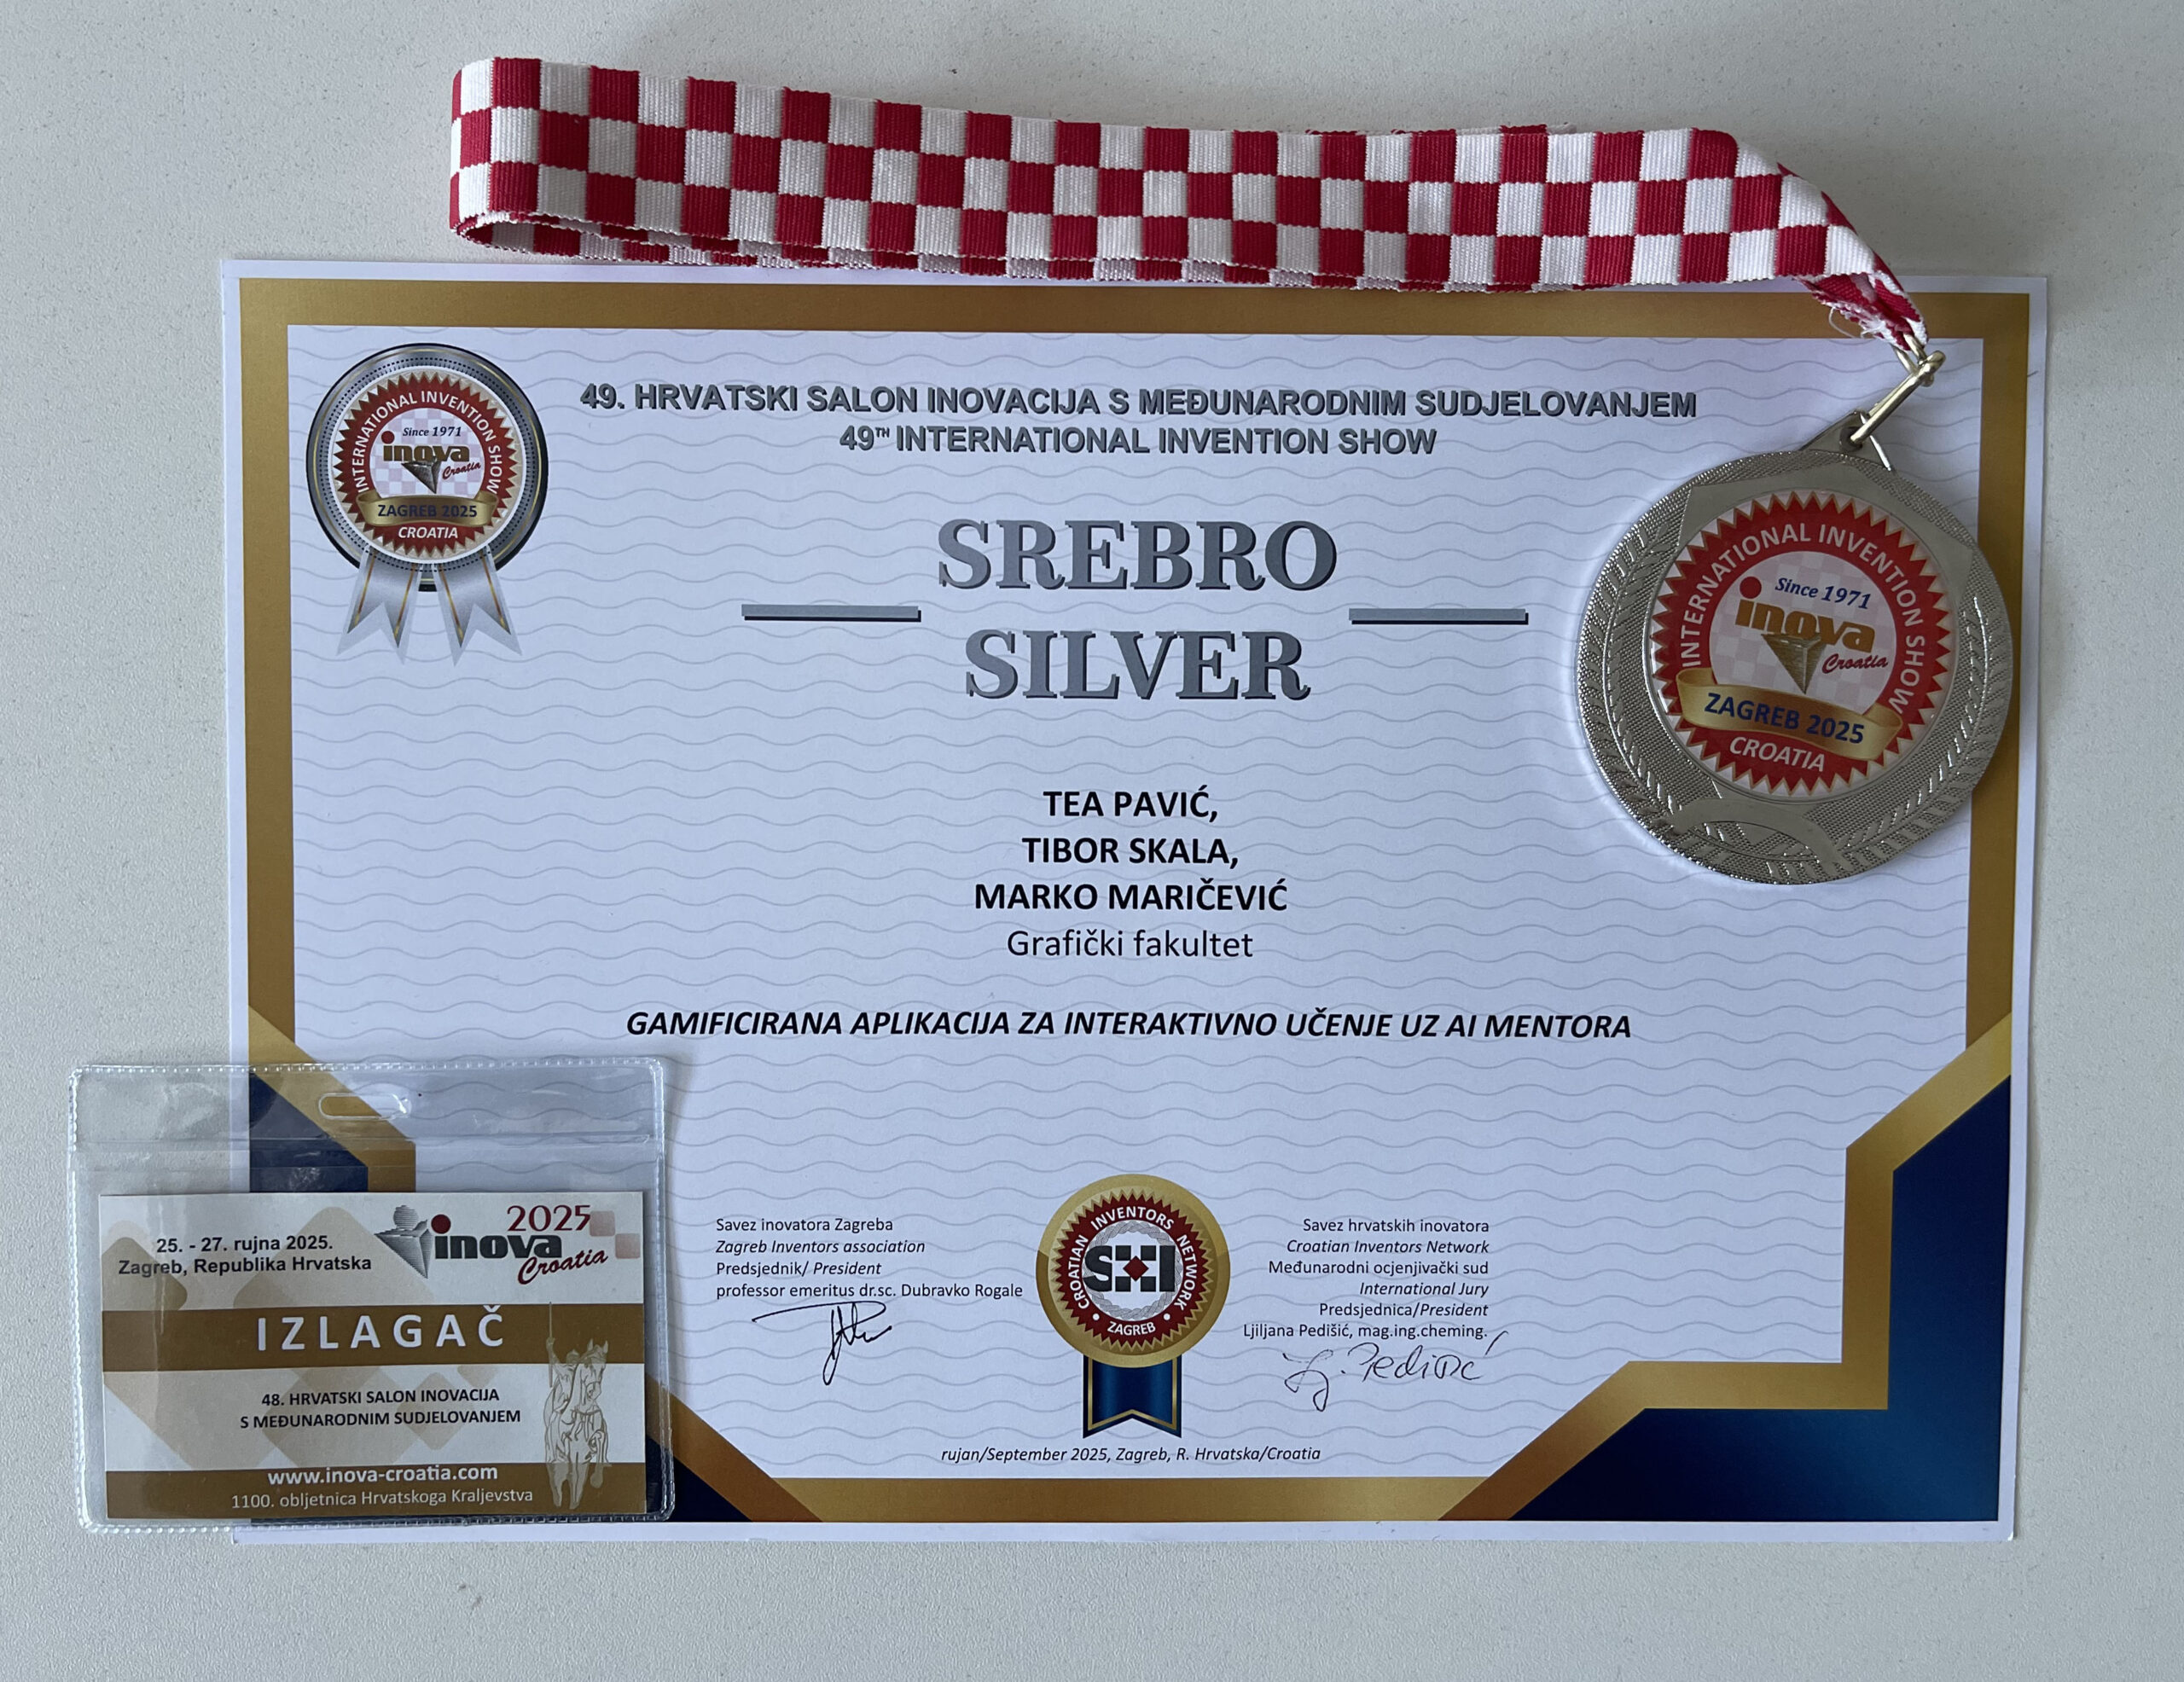 49. HRVATSKI SALON INOVACIJA S MEĐUNARODNIM SUDJELOVANJEM
49TH INTERNATIONAL INVENTION SHOW
INTERNATIONAL INVENTION SHOW
Since 1971
inova
Croatia
ZAGREB 2025
CROATIA
SREBRO
SILVER
INTERNATIONAL INVENTION SHOW
Since 1971
inova
Croatia
ZAGREB 2025
CROATIA
TEA PAVIĆ,
TIBOR SKALA,
MARKO MARIČEVIĆ
Grafički fakultet
GAMIFICIRANA APLIKACIJA ZA INTERAKTIVNO UČENJE UZ AI MENTORA
Savez inovatora Zagreba
Zagreb Inventors association
Predsjednik/ President
professor emeritus dr.sc. Dubravko Rogale
CROATIAN INVENTORS NETWORK
SHI
ZAGREB
Savez hrvatskih inovatora
Croatian Inventors Network
Međunarodni ocjenjivački sud
International Jury
Predsjednica/President
Ljiljana Pedišić, mag.ing.cheming.
Lj. Pedišić
rujan/September 2025, Zagreb, R. Hrvatska/Croatia
25. - 27. rujna 2025.
Zagreb, Republika Hrvatska
2025
inova
Croatia
IZLAGAČ
48. HRVATSKI SALON INOVACIJA
S MEĐUNARODNIM SUDJELOVANJEM
www.inova-croatia.com
1100. obljetnica Hrvatskoga Kraljevstva